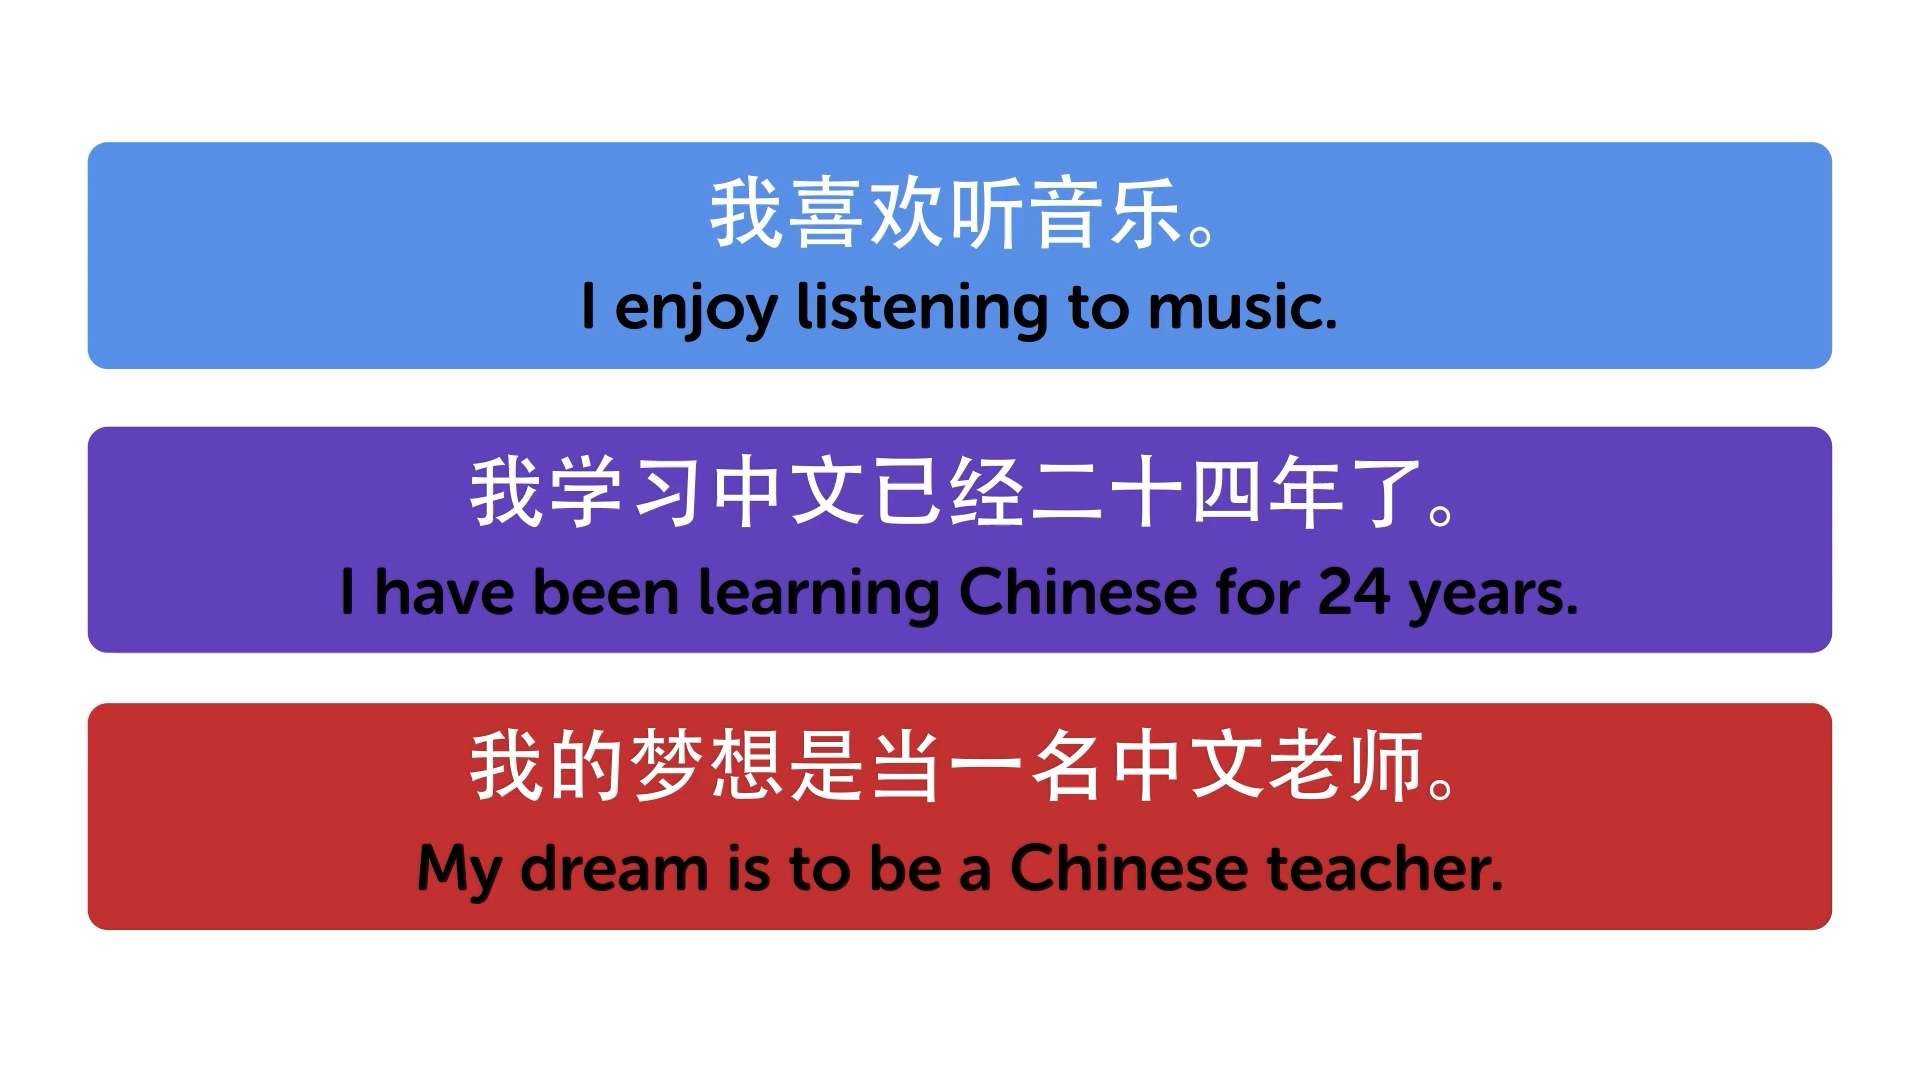 我喜欢听音乐。
I enjoy listening to music.
我学习中文已经二十四年了。
I have been learning Chinese for 24 years.
我的梦想是当一名中文老师。
My dream is to be a Chinese teacher.